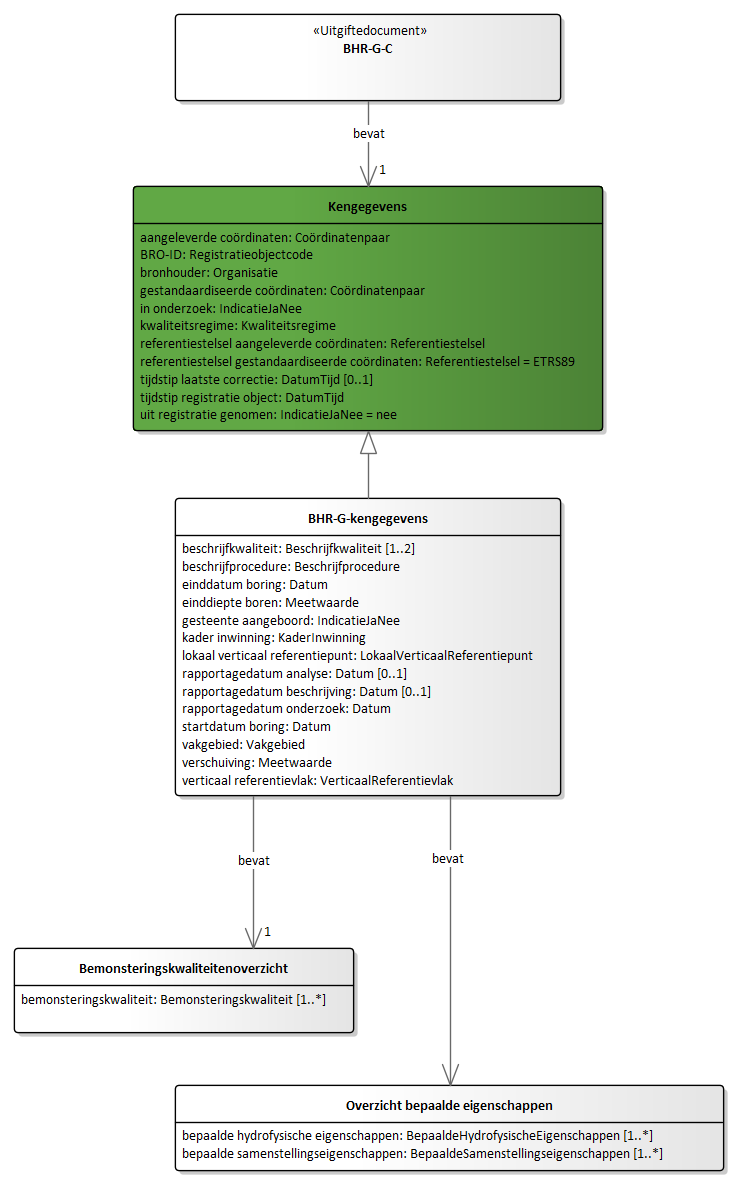 «Uitgiftedocument»
BHR-G-C
bevat
1
Kengegevens
aangeleverde coördinaten: Coördinatenpaar
BRO-ID: Registratieobjectcode
bronhouder: Organisatie
gestandaardiseerde coördinaten: Coördinatenpaar
in onderzoek: IndicatieJaNee
kwaliteitsregime: Kwaliteitsregime
referentiestelsel aangeleverde coördinaten: Referentiestelsel
referentiestelsel gestandaardiseerde coördinaten: Referentiestelsel = ETRS89
tijdstip laatste correctie: DatumTijd [0..1]
tijdstip registratie object: DatumTijd
uit registratie genomen: IndicatieJaNee = nee
BHR-G-kengegevens
beschrijfkwaliteit: Beschrijfkwaliteit [1..2]
beschrijfprocedure: Beschrijfprocedure
einddatum boring: Datum
einddiepte boren: Meetwaarde
gesteente aangeboord: IndicatieJaNee
kader inwinning: KaderInwinning
lokaal verticaal referentiepunt: LokaalVerticaalReferentiepunt
rapportagedatum analyse: Datum [0..1]
rapportagedatum beschrijving: Datum [0..1]
rapportagedatum onderzoek: Datum
startdatum boring: Datum
vakgebied: Vakgebied
verschuiving: Meetwaarde
verticaal referentievlak: VerticaalReferentievlak
bevat
bevat
1
Bemonsteringskwaliteitenoverzicht
bemonsteringskwaliteit: Bemonsteringskwaliteit [1..*]
Overzicht bepaalde eigenschappen
bepaalde hydrofysische eigenschappen: BepaaldeHydrofysischeEigenschappen [1..*]
bepaalde samenstellingseigenschappen: BepaaldeSamenstellingseigenschappen [1..*]